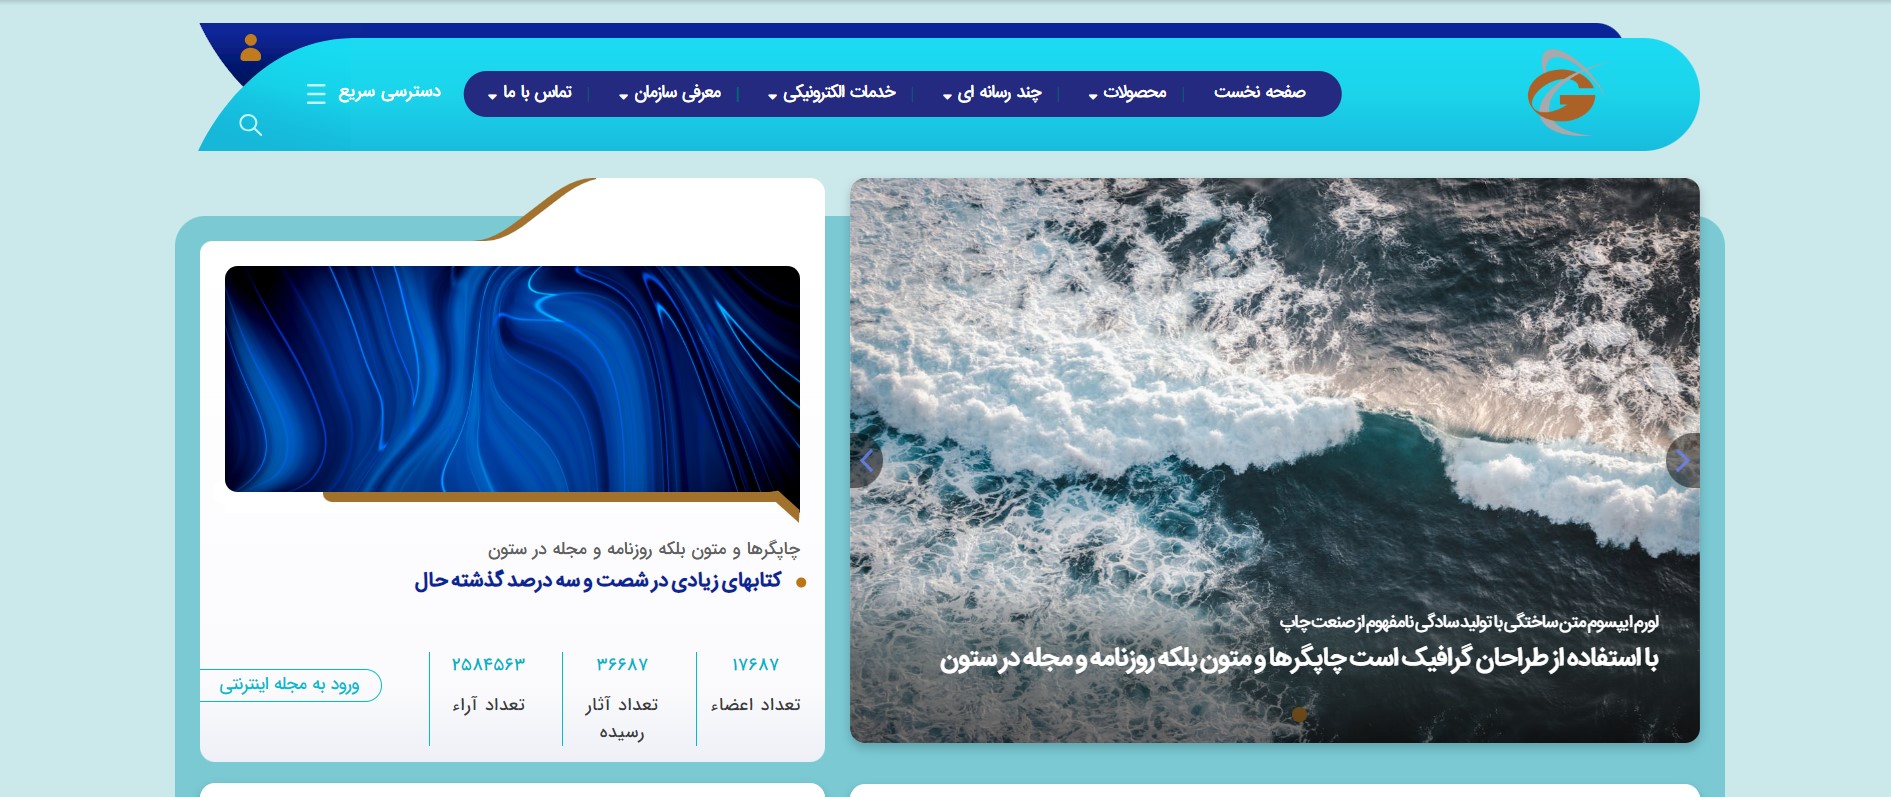 صفحه نخست
محصولات
چند رسانه ای
خدمات الکترونیکی
معرفی سازمان
تماس با ما
دسترسی سریع
لورم ایپسوم متن ساختگی با تولید سادگی نامفهوم از صنعت چاپ
با استفاده از طراحان گرافیک است چاپگرها و متون بلکه روزنامه و مجله در ستون
چاپگرها و متون بلکه روزنامه و مجله در ستون
کتابهای زیادی در شصت و سه درصد گذشته حال
۱۷۶۸۷
تعداد اعضاء
۳۶۶۸۷
تعداد آثار
رسیده
۲۵۸۴۵۶۳
تعداد آراء
ورود به مجله اینترنتی